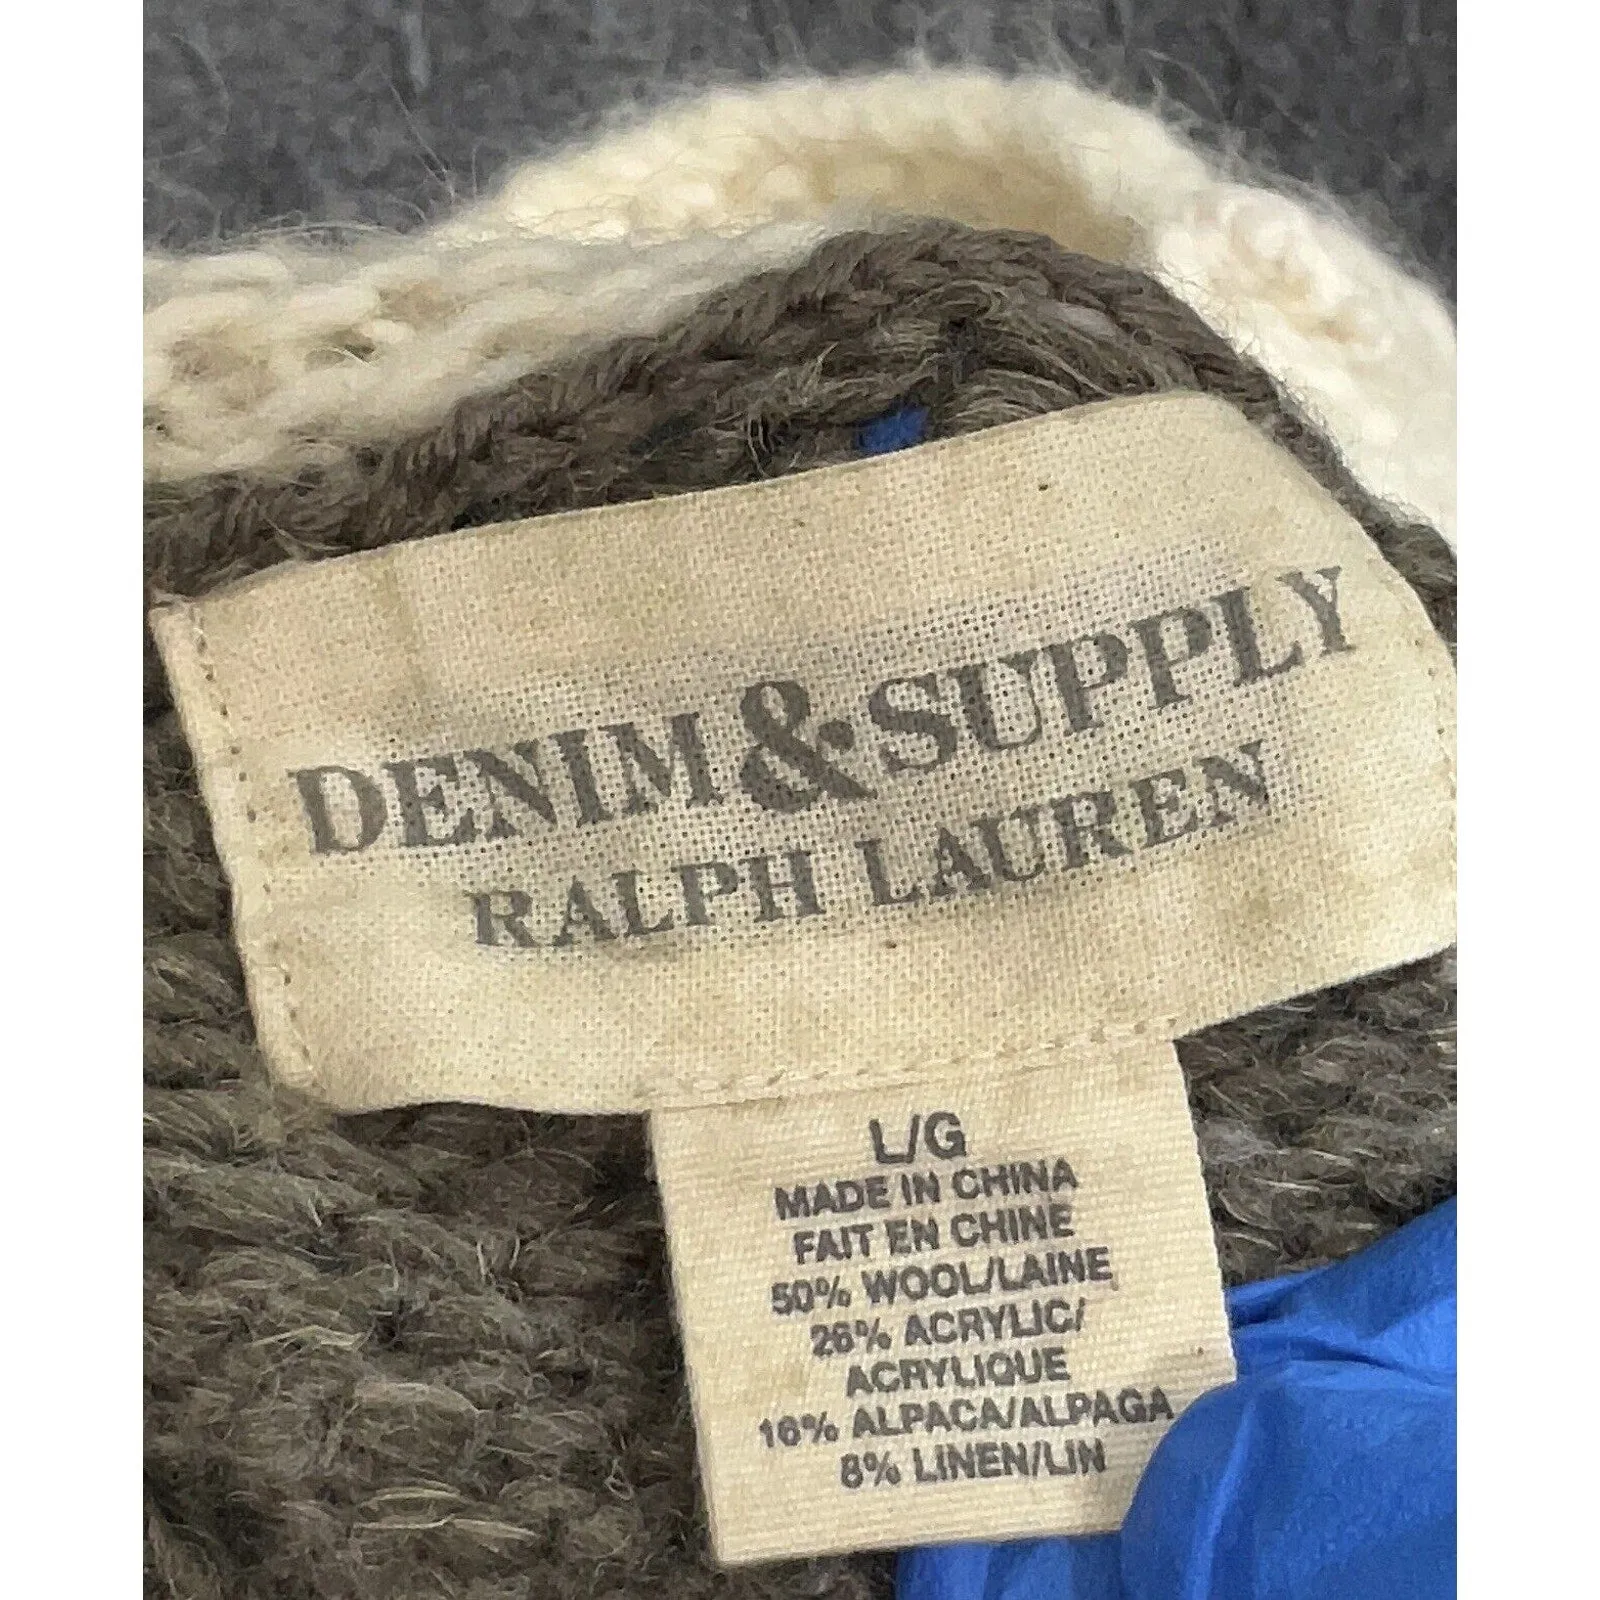 DENIM & SUPPLY
RALPH LAUREN
L/G
MADE IN CHINA
FAIT EN CHINE
50% WOOL/LAINE
26% ACRYLIC/
ACRYLIQUE
16% ALPACA/ALPAGA
8% LINEN/LIN